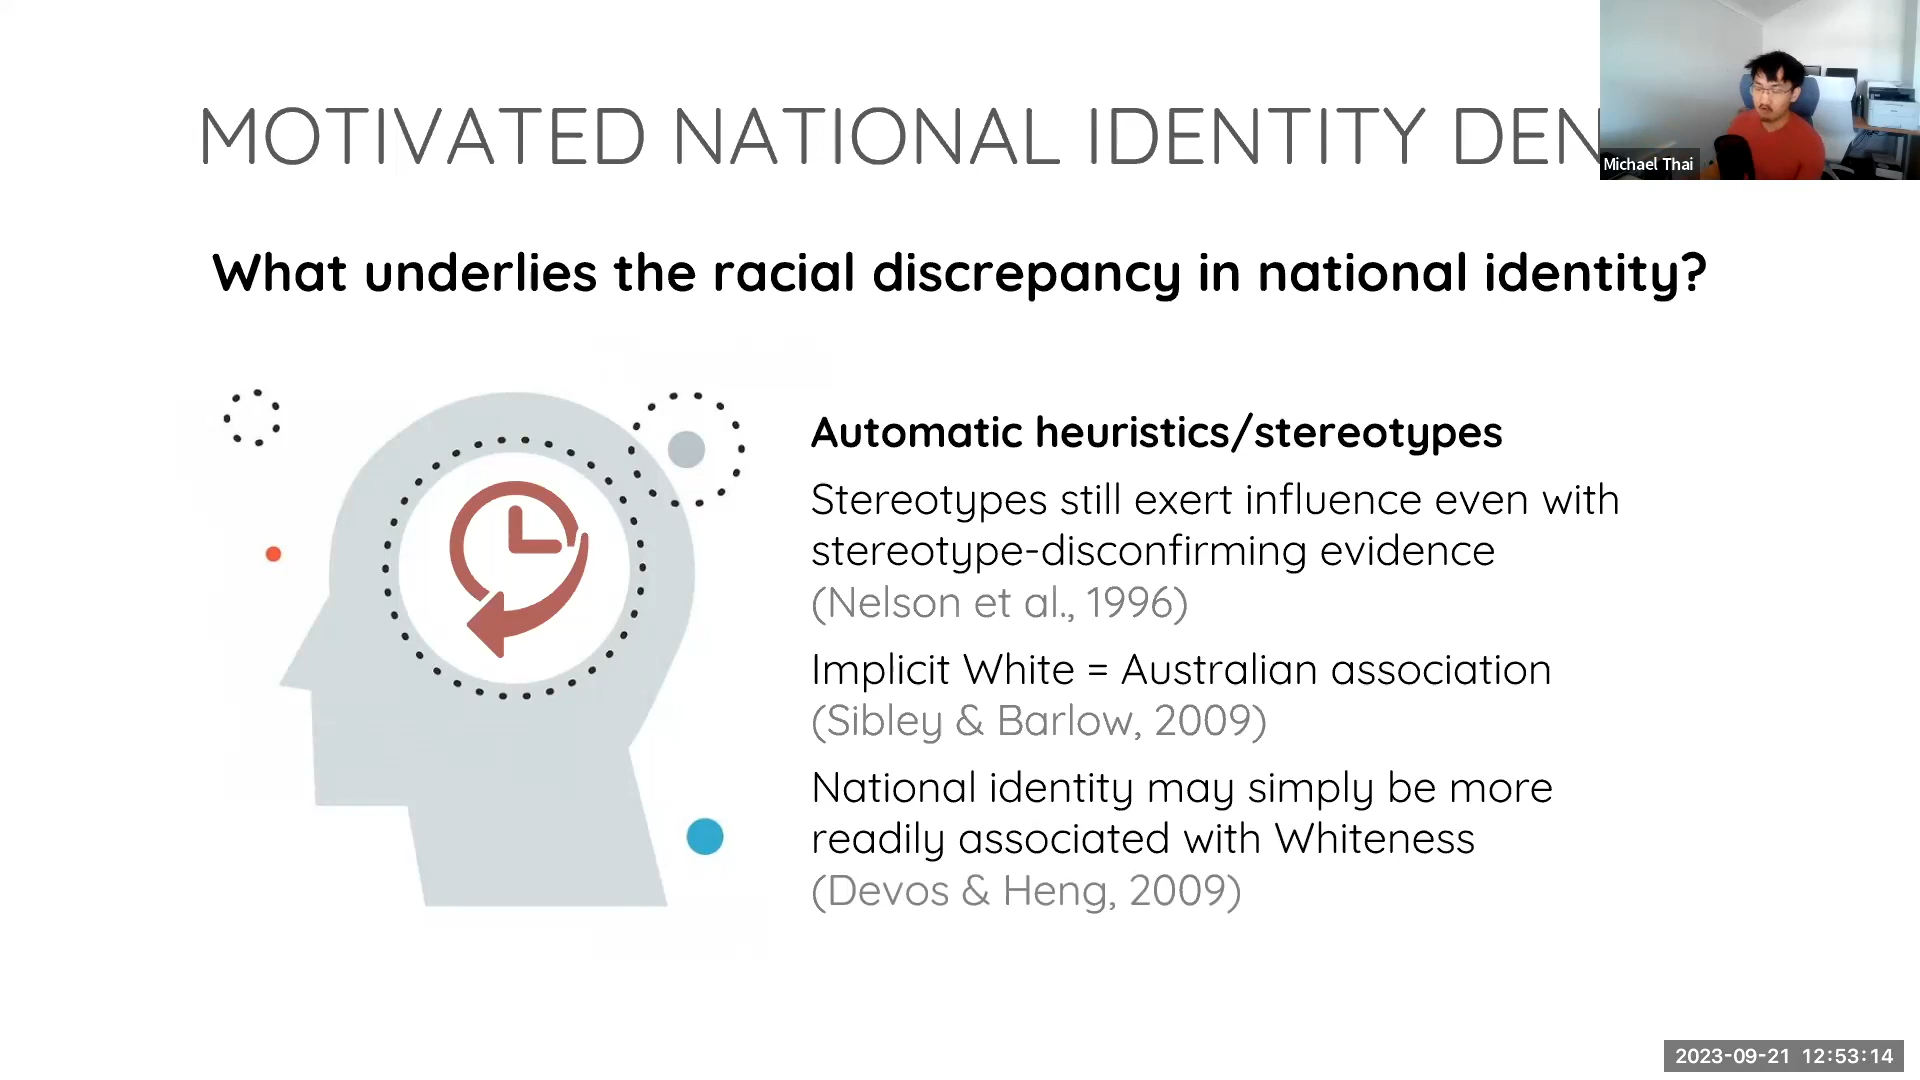 MOTIVATED NATIONAL IDENTITY DEN
Michael Thai
What underlies the racial discrepancy in national identity?
Automatic heuristics/stereotypes
Stereotypes still exert influence even with
stereotype-disconfirming evidence
(Nelson et al., 1996)
Implicit White = Australian association
(Sibley & Barlow, 2009)
National identity may simply be more
readily associated with Whiteness
(Devos & Heng, 2009)
2023-09-21 12:53:14